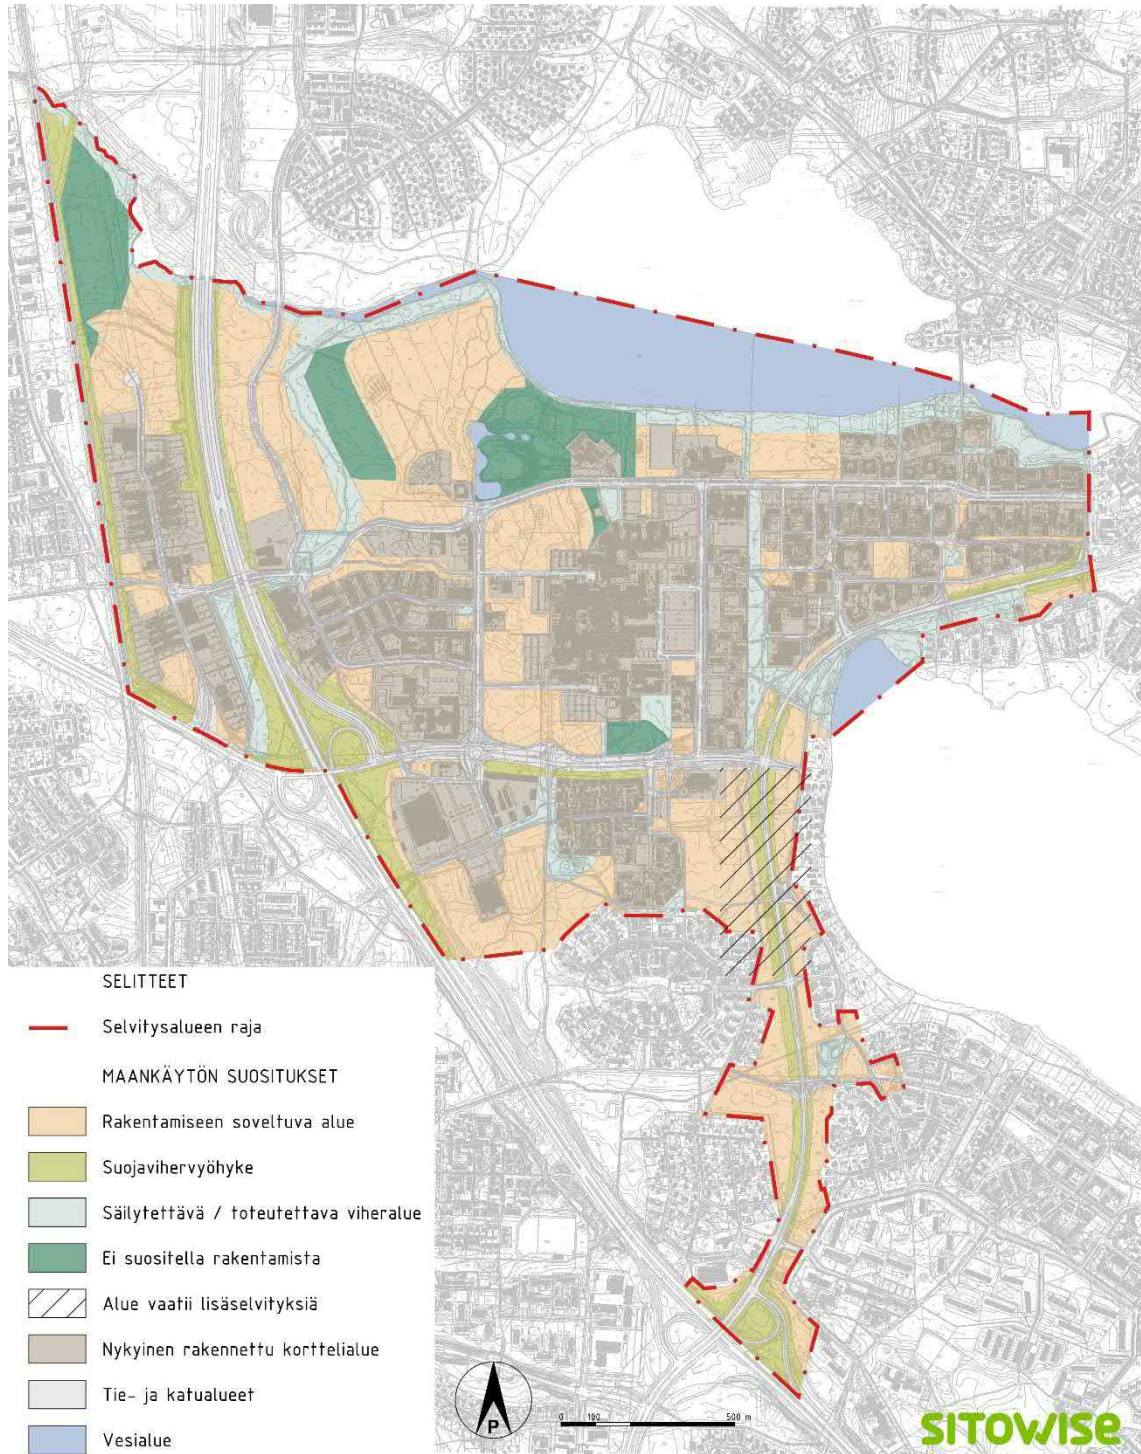 SELITTEET
Selvitysalueen raja
MAANKÄYTÖN SUOSITUKSET
Rakentamiseen soveltuva alue
Suojavihervyöhyke
Säilytettävä / toteutettava viheralue
Ei suositella rakentamista
Alue vaatii lisäselvityksiä
Nykyinen rakennettu korttelialue
Tie- ja katualueet
Vesialue
P
0 100 500 m
SITOWISE